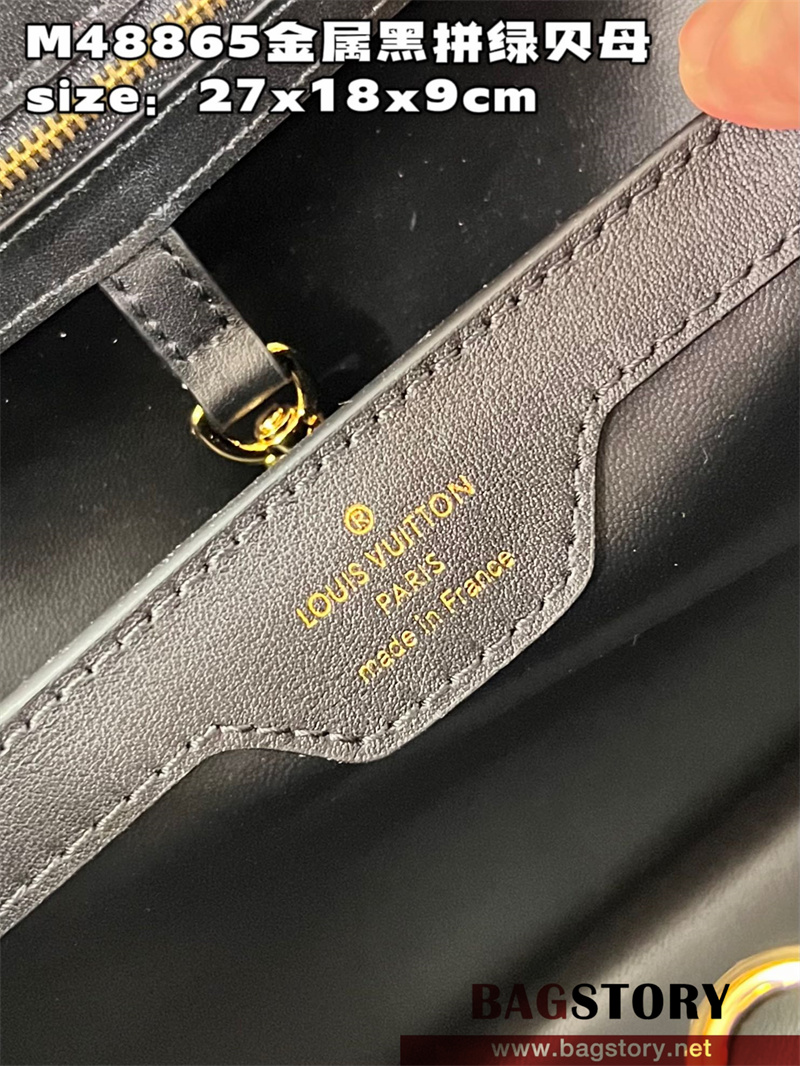 M48865金属黑拼绿贝母
size：27x18x9cm
®
LOUIS VUITTON
PARIS
made in France
BAGSTORY
www.bagstory.net